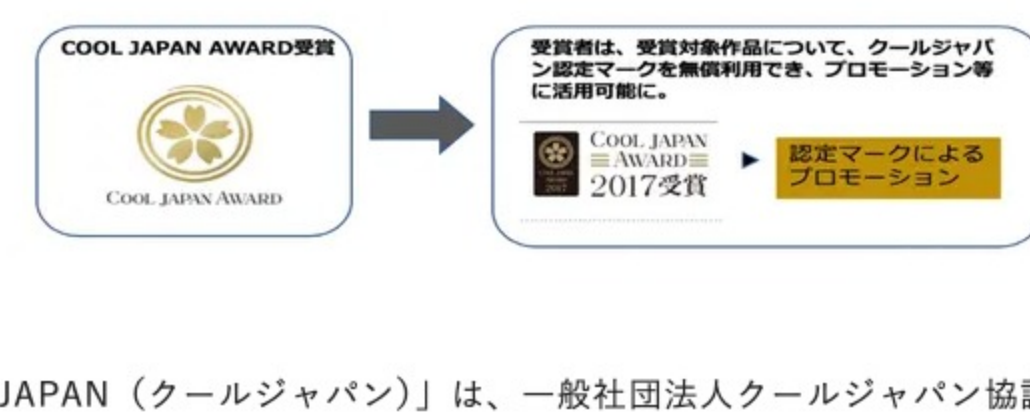 COOL JAPAN AWARD受賞
COOL JAPAN AWARD
受賞者は、受賞対象作品について、クールジャパ
ン認定マークを無償利用でき、プロモーション等
に活用可能に。
COOL JAPAN
AWARD
2017受賞
2017
認定マークによる
プロモーション
JAPAN（クールジャパン）」は、一般社団法人クールジャパン協